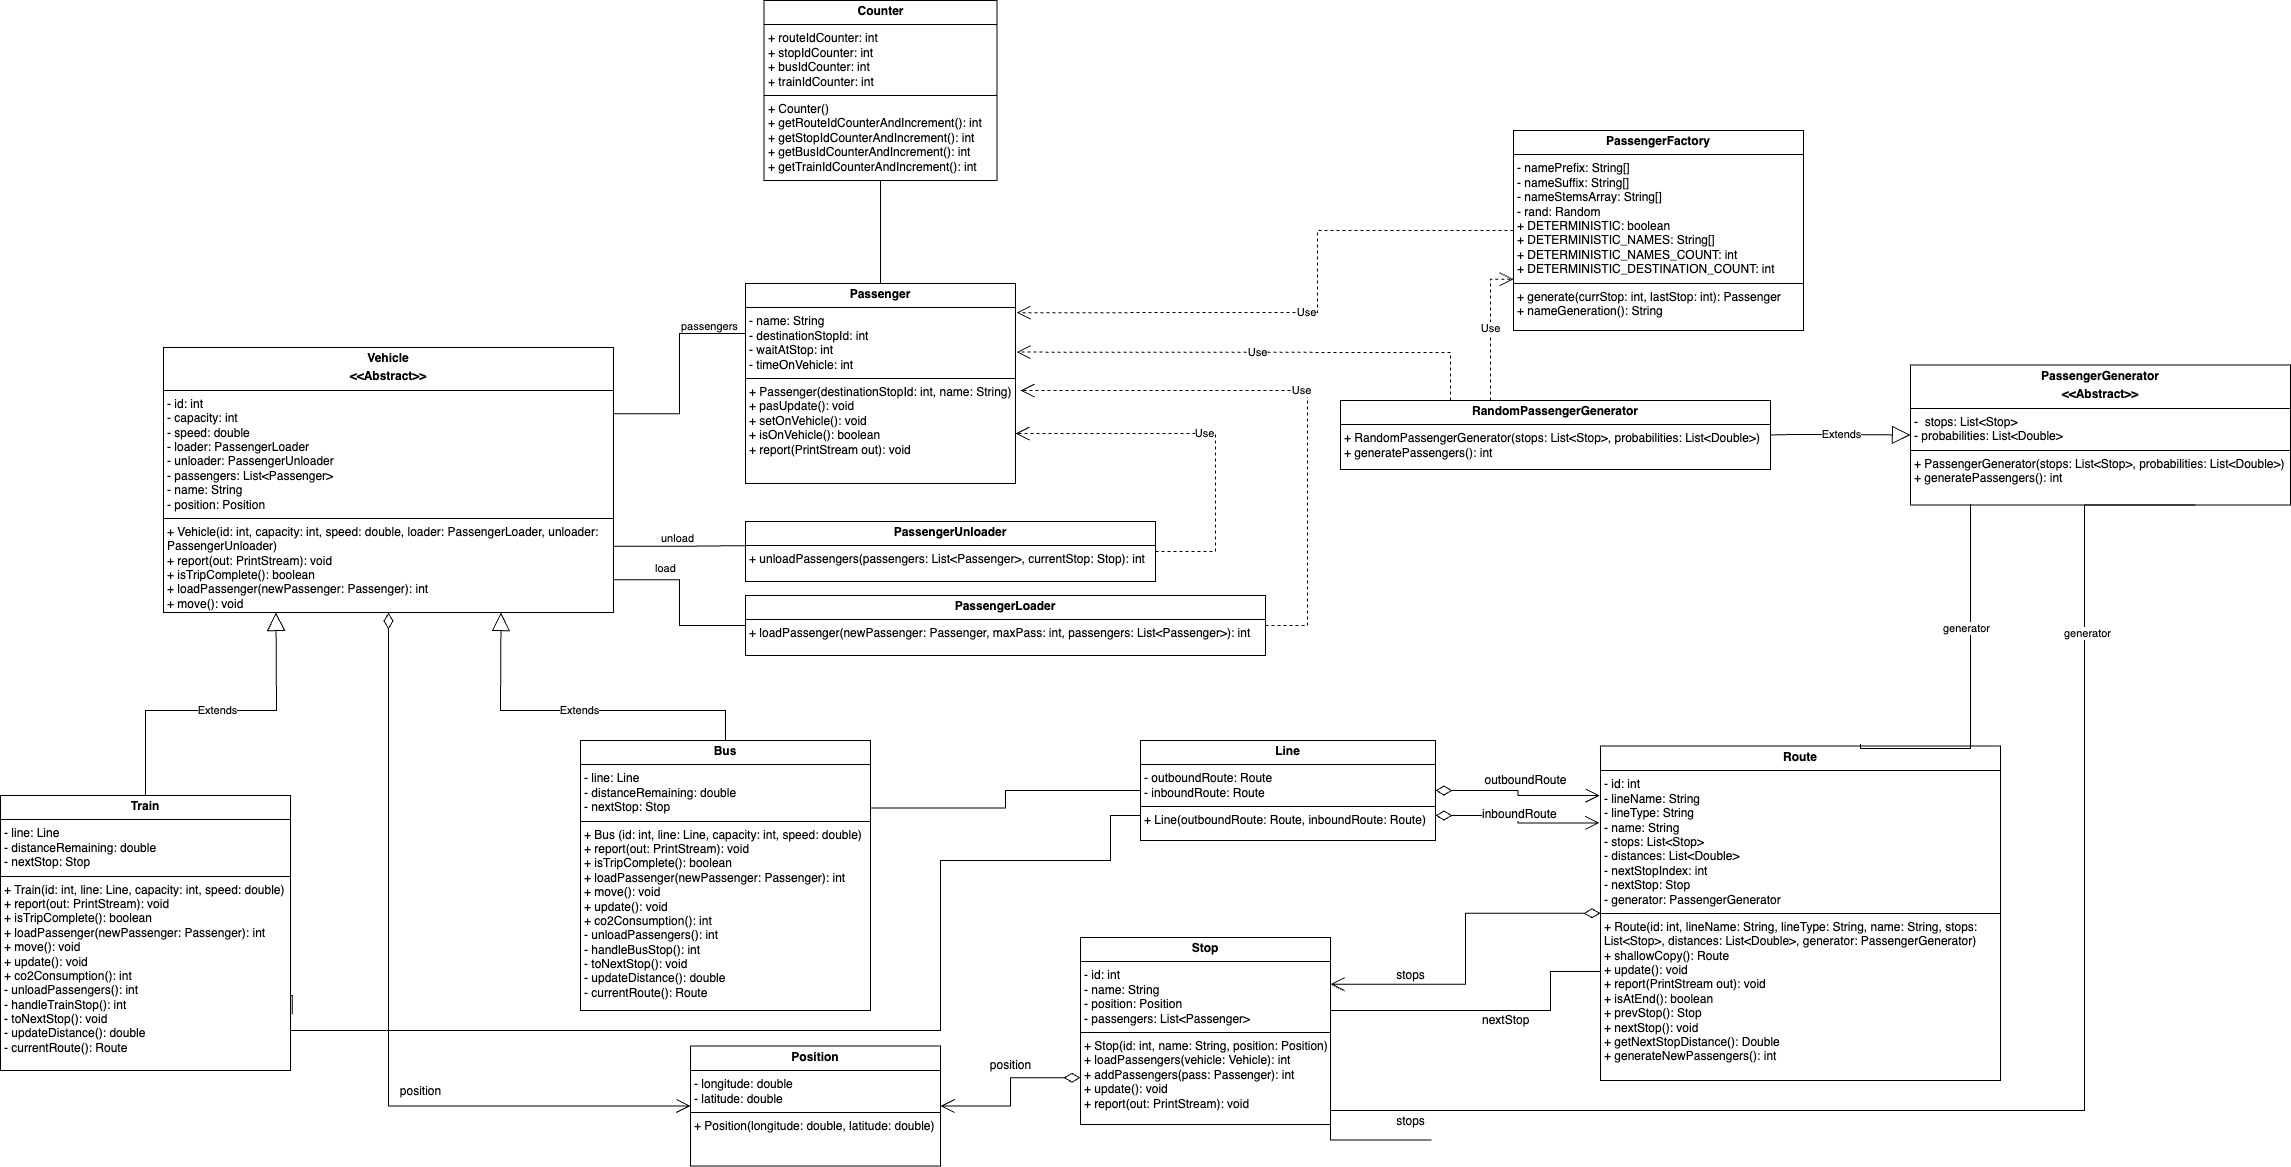 Counter
+ routeIdCounter: int
+ stopIdCounter: int
+ busIdCounter: int
+ trainIdCounter: int
+ Counter()
+ getRouteIdCounterAndIncrement(): int
+ getStopIdCounterAndIncrement(): int
+ getBusIdCounterAndIncrement(): int
+ getTrainIdCounterAndIncrement(): int
PassengerFactory
- namePrefix: String[]
- nameSuffix: String[]
- nameStemsArray: String[]
- rand: Random
+ DETERMINISTIC: boolean
+ DETERMINISTIC_NAMES: String[]
+ DETERMINISTIC_NAMES_COUNT: int
+ DETERMINISTIC_DESTINATION_COUNT: int
+ generate(currStop: int, lastStop: int): Passenger
+ nameGeneration(): String
Passenger
- name: String
- destinationStopId: int
- waitAtStop: int
- timeOnVehicle: int
+ Passenger(destinationStopId: int, name: String)
+ pasUpdate(): void
+ setOnVehicle(): void
+ isOnVehicle(): boolean
+ report(PrintStream out): void
passengers
Use
Use
Use
Use
Use
Vehicle
<<Abstract>>
- id: int
- capacity: int
- speed: double
- loader: PassengerLoader
- unloader: PassengerUnloader
- passengers: List<Passenger>
- name: String
- position: Position
+ Vehicle(id: int, capacity: int, speed: double, loader: PassengerLoader, unloader:
PassengerUnloader)
+ report(out: PrintStream): void
+ isTripComplete(): boolean
+ loadPassenger(newPassenger: Passenger): int
+ move(): void
RandomPassengerGenerator
+ RandomPassengerGenerator(stops: List<Stop>, probabilities: List<Double>)
+ generatePassengers(): int
Extends
PassengerGenerator
<<Abstract>>
- stops: List<Stop>
- probabilities: List<Double>
+ PassengerGenerator(stops: List<Stop>, probabilities: List<Double>)
+ generatePassengers(): int
unload
PassengerUnloader
+ unloadPassengers(passengers: List<Passenger>, currentStop: Stop): int
load
PassengerLoader
+ loadPassenger(newPassenger: Passenger, maxPass: int, passengers: List<Passenger>): int
generator
generator
Extends
Extends
Train
- line: Line
- distanceRemaining: double
- nextStop: Stop
+ Train(id: int, line: Line, capacity: int, speed: double)
+ report(out: PrintStream): void
+ isTripComplete(): boolean
+ loadPassenger(newPassenger: Passenger): int
+ move(): void
+ update(): void
+ co2Consumption(): int
- unloadPassengers(): int
- handleTrainStop(): int
- toNextStop(): void
- updateDistance(): double
- currentRoute(): Route
Bus
- line: Line
- distanceRemaining: double
- nextStop: Stop
+ Bus (id: int, line: Line, capacity: int, speed: double)
+ report(out: PrintStream): void
+ isTripComplete(): boolean
+ loadPassenger(newPassenger: Passenger): int
+ move(): void
+ update(): void
+ co2Consumption(): int
- unloadPassengers(): int
- handleBusStop(): int
- toNextStop(): void
- updateDistance(): double
- currentRoute(): Route
Line
- outboundRoute: Route
- inboundRoute: Route
+ Line(outboundRoute: Route, inboundRoute: Route)
outboundRoute
inboundRoute
Route
- id: int
- lineName: String
- lineType: String
- name: String
- stops: List<Stop>
- distances: List<Double>
- nextStopIndex: int
- nextStop: Stop
- generator: PassengerGenerator
+ Route(id: int, lineName: String, lineType: String, name: String, stops:
List<Stop>, distances: List<Double>, generator: PassengerGenerator)
+ shallowCopy(): Route
+ update(): void
+ report(PrintStream out): void
+ isAtEnd(): boolean
+ prevStop(): Stop
+ nextStop(): void
+ getNextStopDistance(): Double
+ generateNewPassengers(): int
Stop
- id: int
- name: String
- position: Position
- passengers: List<Passenger>
+ Stop(id: int, name: String, position: Position)
+ loadPassengers(vehicle: Vehicle): int
+ addPassengers(pass: Passenger): int
+ update(): void
+ report(out: PrintStream): void
stops
nextStop
stops
Position
- longitude: double
- latitude: double
+ Position(longitude: double, latitude: double)
position
position